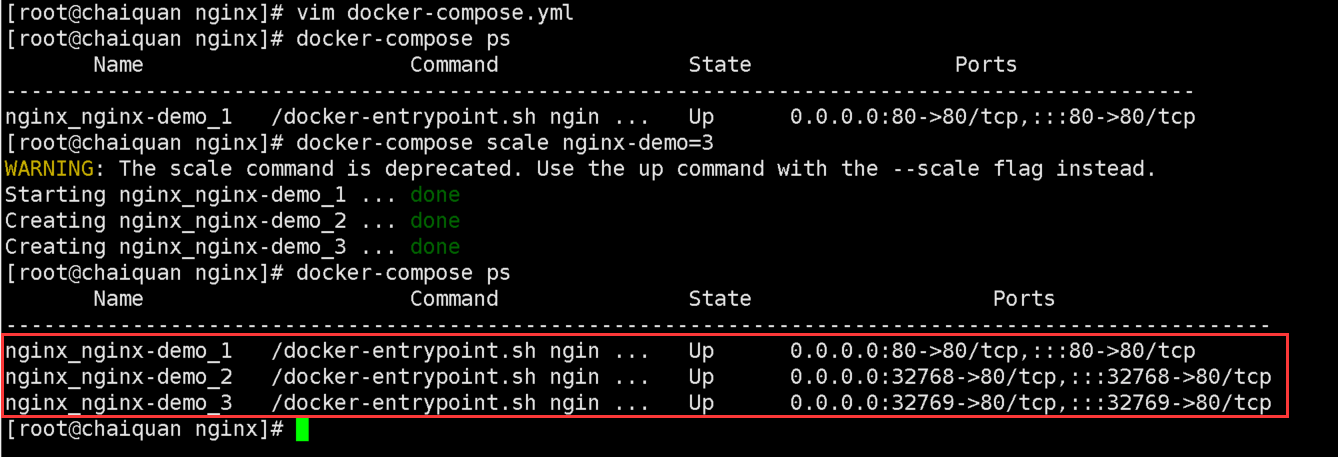 [root@chaiquan nginx]# vim docker-compose.yml
[root@chaiquan nginx]# docker-compose ps
Name Command State Ports
-----------------------------------------------------------------------------------------------
nginx_nginx-demo_1 /docker-entrypoint.sh ngin ... Up 0.0.0.0:80->80/tcp,:::80->80/tcp
[root@chaiquan nginx]# docker-compose scale nginx-demo=3
WARNING: The scale command is deprecated. Use the up command with the --scale flag instead.
Starting nginx_nginx-demo_1 ... done
Creating nginx_nginx-demo_2 ... done
Creating nginx_nginx-demo_3 ... done
[root@chaiquan nginx]# docker-compose ps
Name Command State Ports
-----------------------------------------------------------------------------------------------------
nginx_nginx-demo_1 /docker-entrypoint.sh ngin ... Up 0.0.0.0:80->80/tcp,:::80->80/tcp
nginx_nginx-demo_2 /docker-entrypoint.sh ngin ... Up 0.0.0.0:32768->80/tcp,:::32768->80/tcp
nginx_nginx-demo_3 /docker-entrypoint.sh ngin ... Up 0.0.0.0:32769->80/tcp,:::32769->80/tcp
[root@chaiquan nginx]#